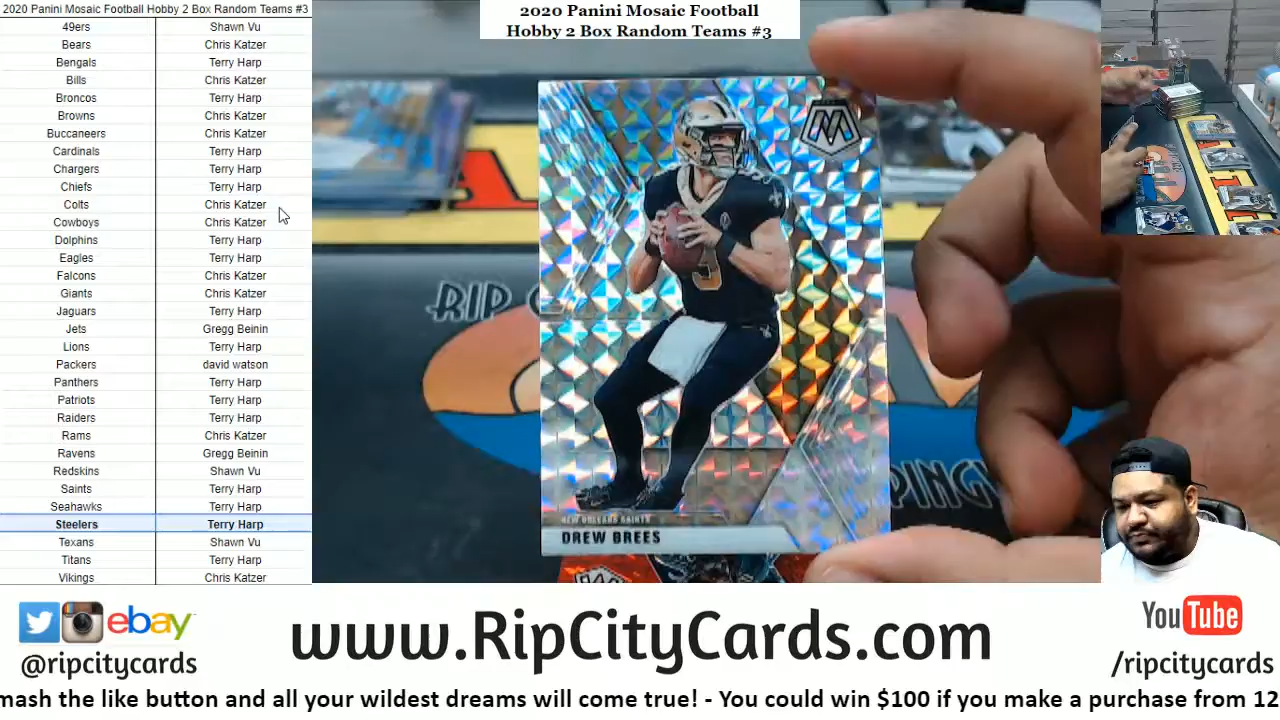 2020 Panini Mosaic Football Hobby 2 Box Random Teams #3
49ers Shawn Vu
Bears Chris Katzer
Bengals Terry Harp
Bills Chris Katzer
Broncos Terry Harp
Browns Chris Katzer
Buccaneers Chris Katzer
Cardinals Terry Harp
Chargers Terry Harp
Chiefs Terry Harp
Colts Chris Katzer
Cowboys Chris Katzer
Dolphins Terry Harp
Eagles Terry Harp
Falcons Chris Katzer
Giants Chris Katzer
Jaguars Terry Harp
Jets Gregg Beinin
Lions Terry Harp
Packers david watson
Panthers Terry Harp
Patriots Terry Harp
Raiders Terry Harp
Rams Chris Katzer
Ravens Gregg Beinin
Redskins Shawn Vu
Saints Terry Harp
Seahawks Terry Harp
Steelers Terry Harp
Texans Shawn Vu
Titans Terry Harp
Vikings Chris Katzer
2020 Panini Mosaic Football
Hobby 2 Box Random Teams #3
RIP
NEW ORLEANS SAINTS
DREW BREES
ebay
@ripcitycards
www.RipCityCards.com
YouTube
/ripcitycards
mash the like button and all your wildest dreams will come true! - You could win $100 if you make a purchase from 12